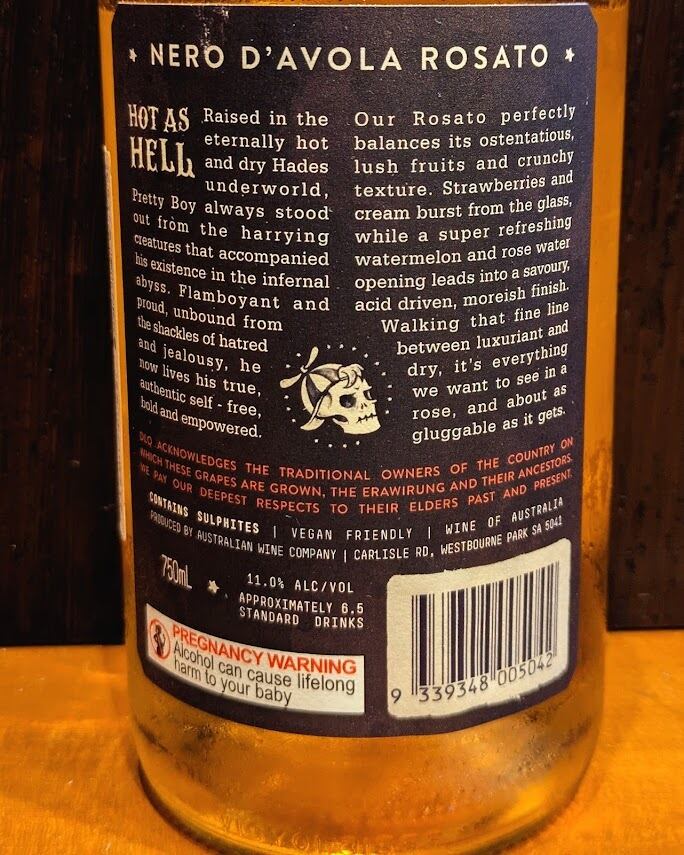 ★ NERO D'AVOLA ROSATO ★
HOT AS
HELL
Raised in the
eternally hot
and dry Hades
underworld,
Pretty Boy always stood
out from the harrying
creatures that accompanied
his existence in the infernal
abyss. Flamboyant and
proud, unbound from
the shackles of hatred
and jealousy, he
now lives his true,
authentic self - free,
bold and empowered.
Our Rosato perfectly
balances its ostentatious,
lush fruits and crunchy
texture. Strawberries and
cream burst from the glass,
while a super refreshing
watermelon and rose water
opening leads into a savoury,
acid driven, moreish finish.
Walking that fine line
between luxuriant and
dry, it's everything
we want to see in a
rose, and about as
gluggable as it gets.
DLQ ACKNOWLEDGES THE TRADITIONAL OWNERS OF THE COUNTRY ON
WHICH THESE GRAPES ARE GROWN, THE ERAWIRUNG AND THEIR ANCESTORS.
WE PAY OUR DEEPEST RESPECTS TO THEIR ELDERS PAST AND PRESENT.
CONTAINS SULPHITES | VEGAN FRIENDLY | WINE OF AUSTRALIA
PRODUCED BY AUSTRALIAN WINE COMPANY | CARLISLE RD, WESTBOURNE PARK SA 5041
750mL ★ 11.0% ALC/VOL
APPROXIMATELY 6.5
STANDARD DRINKS
PREGNANCY WARNING
Alcohol can cause lifelong
harm to your baby
9 339348 005042